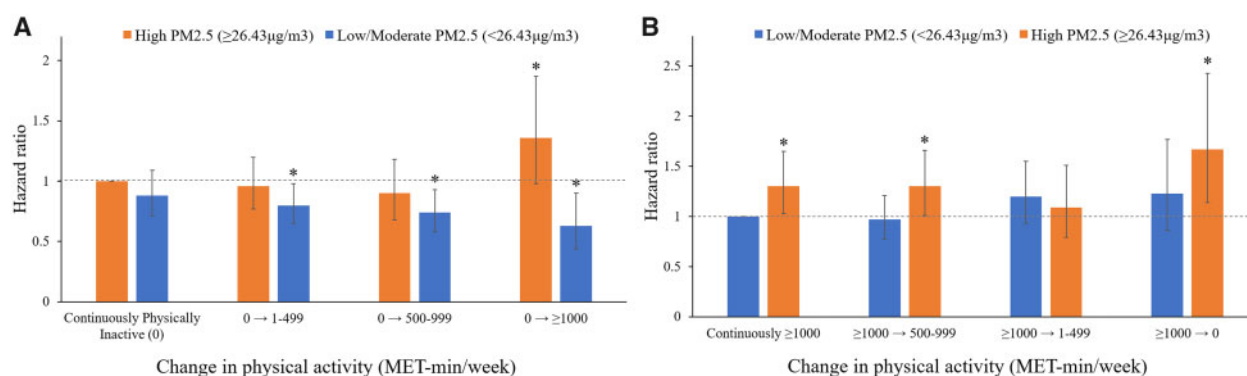 A
High PM2.5 (≥26.43μg/m3) Low/Moderate PM2.5 (<26.43μg/m3)
2
1.5
1
0.5
0
Hazard ratio
*
*
*
*
Continuously Physically
Inactive (0)
0 → 1-499
0 → 500-999
0 → ≥1000
Change in physical activity (MET-min/week)
B
Low/Moderate PM2.5 (<26.43μg/m3) High PM2.5 (≥26.43μg/m3)
2.5
2
1.5
1
0.5
0
Hazard ratio
*
*
*
Continuously ≥1000
≥1000 → 500-999
≥1000 → 1-499
≥1000 → 0
Change in physical activity (MET-min/week)